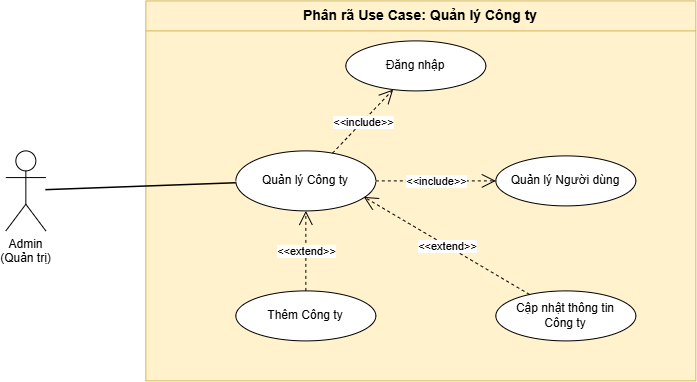 Phân rã Use Case: Quản lý Công ty
Đăng nhập
<<include>>
Quản lý Công ty
<<include>>
Quản lý Người dùng
Admin
(Quản trị)
<<extend>>
<<extend>>
Thêm Công ty
Cập nhật thông tin
Công ty